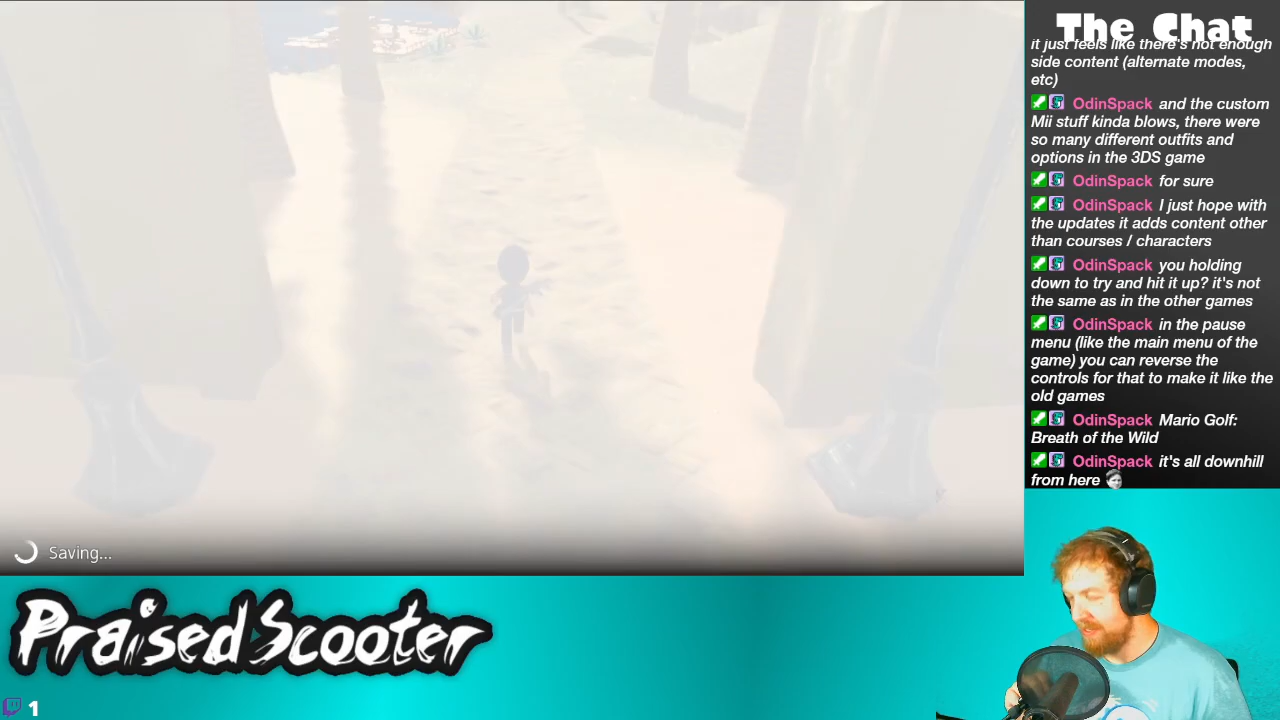 The Chat
it just feels like there's not enough
side content (alternate modes,
etc)
OdinSpack and the custom
Mii stuff kinda blows, there were
so many different outfits and
options in the 3DS game
OdinSpack for sure
OdinSpack I just hope with
the updates it adds content other
than courses / characters
OdinSpack you holding
down to try and hit it up? it's not
the same as in the other games
OdinSpack in the pause
menu (like the main menu of the
game) you can reverse the
controls for that to make it like the
old games
OdinSpack Mario Golf:
Breath of the Wild
OdinSpack it's all downhill
from here
Saving...
PraisedScooter
1